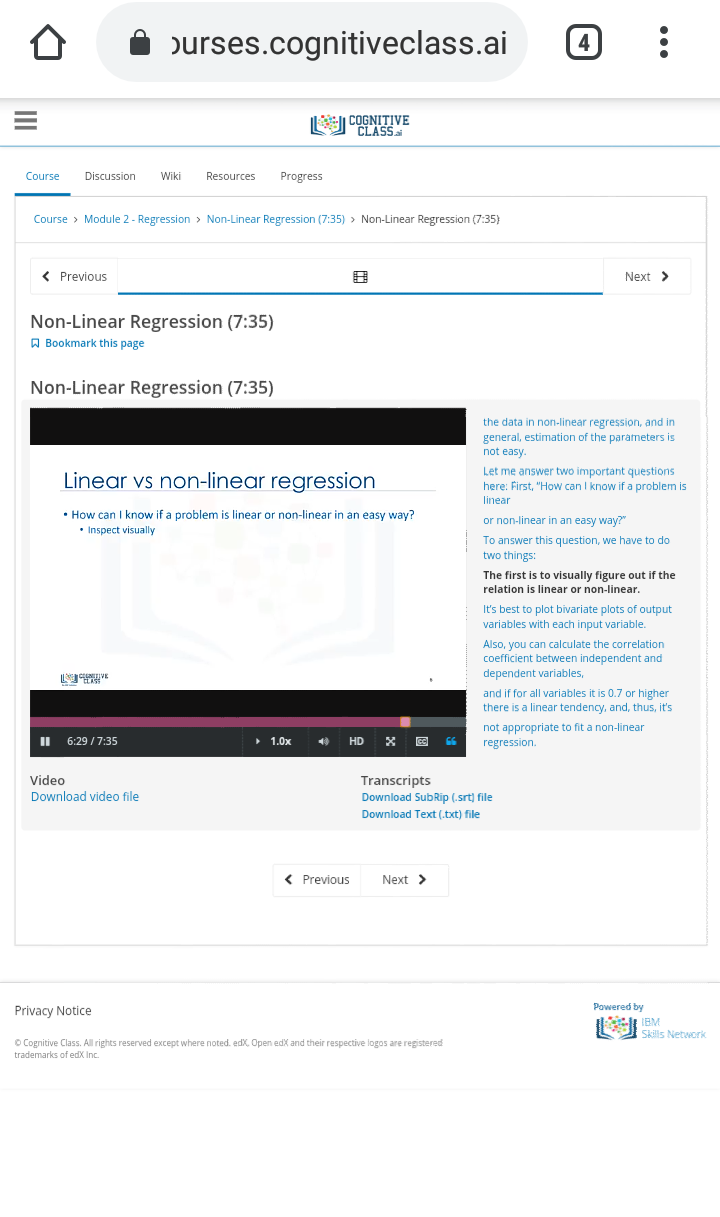 ourses.cognitiveclass.ai
4
COGNITIVE
CLASS.ai
Course Discussion Wiki Resources Progress
Course > Module 2 - Regression > Non-Linear Regression (7:35) > Non-Linear Regression (7:35)
Previous
Next
Non-Linear Regression (7:35)
Bookmark this page
Non-Linear Regression (7:35)
Linear vs non-linear regression
• How can I know if a problem is linear or non-linear in an easy way?
• Inspect visually
COGNITIVE
CLASS
6:29 / 7:35
1.0x
HD
CC
the data in non-linear regression, and in
general, estimation of the parameters is
not easy.
Let me answer two important questions
here: First, “How can I know if a problem is
linear
or non-linear in an easy way?”
To answer this question, we have to do
two things:
The first is to visually figure out if the
relation is linear or non-linear.
It’s best to plot bivariate plots of output
variables with each input variable.
Also, you can calculate the correlation
coefficient between independent and
dependent variables,
and if for all variables it is 0.7 or higher
there is a linear tendency, and, thus, it’s
not appropriate to fit a non-linear
regression.
Video
Download video file
Transcripts
Download SubRip (.srt) file
Download Text (.txt) file
Previous
Next
Privacy Notice
© Cognitive Class. All rights reserved except where noted. edX, Open edX and their respective logos are registered
trademarks of edX Inc.
Powered by
IBM
Skills Network